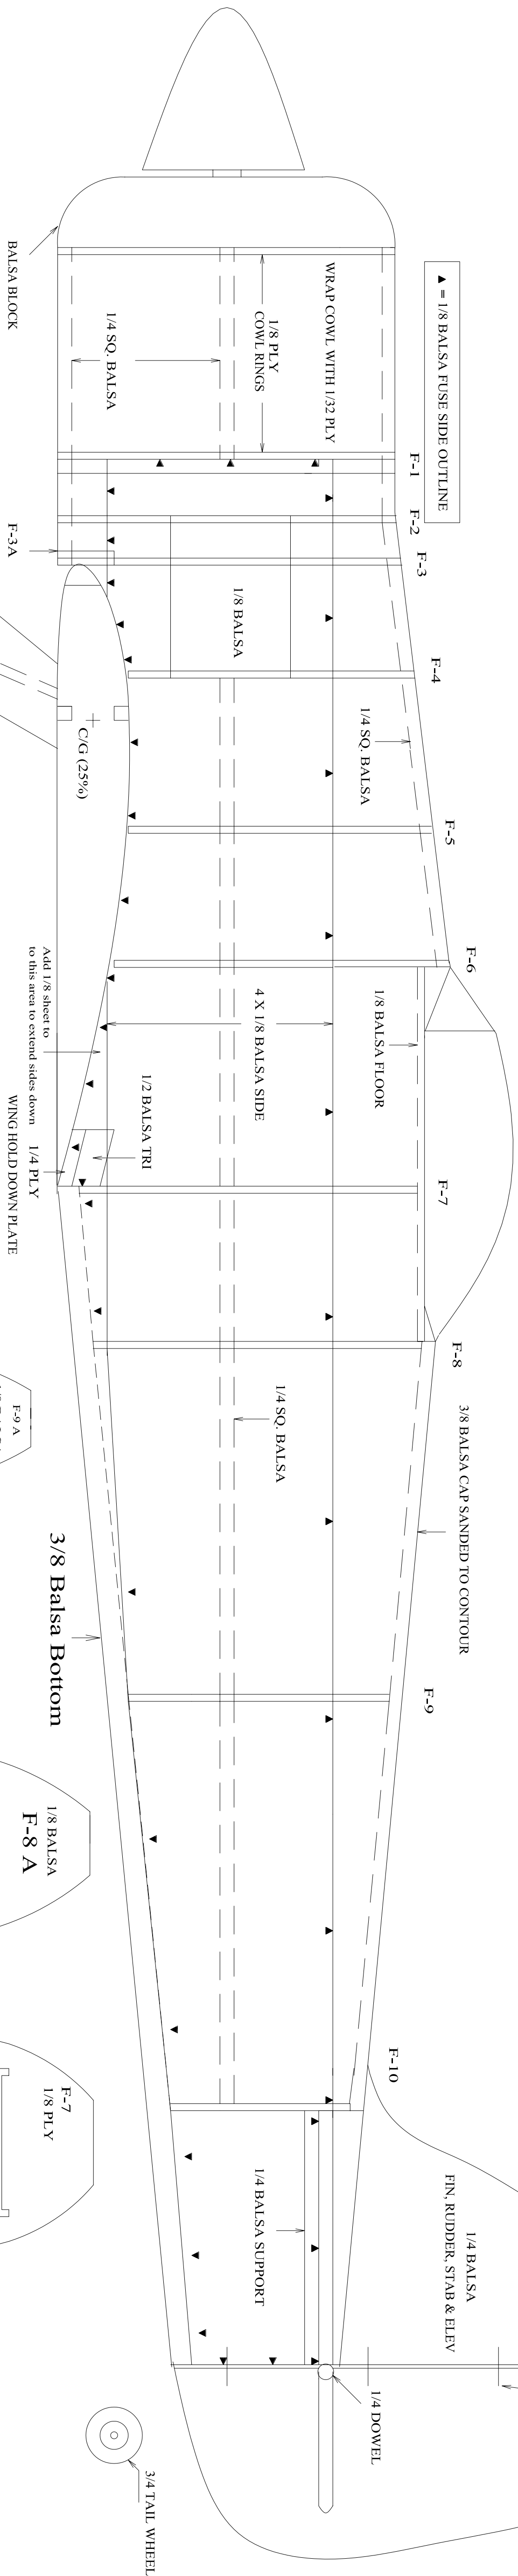 ▲ = 1/8 BALSA FUSE SIDE OUTLINE
BALSA BLOCK
1/4 SQ. BALSA
1/8 PLY
COWL RINGS
WRAP COWL WITH 1/32 PLY
F-1
F-2
F-3
F-3A
1/8 BALSA
F-4
C/G (25%)
1/4 SQ. BALSA
F-5
F-6
Add 1/8 sheet to
to this area to extend sides down
4 X 1/8 BALSA SIDE
1/8 BALSA FLOOR
1/2 BALSA TRI
1/4 PLY
WING HOLD DOWN PLATE
F-7
F-8
F-9 A
1/4 SQ. BALSA
3/8 BALSA CAP SANDED TO CONTOUR
3/8 Balsa Bottom
F-9
1/8 BALSA
F-8 A
F-10
F-7
1/8 PLY
1/4 BALSA SUPPORT
1/4 BALSA
FIN, RUDDER, STAB & ELEV
1/4 DOWEL
3/4 TAIL WHEEL